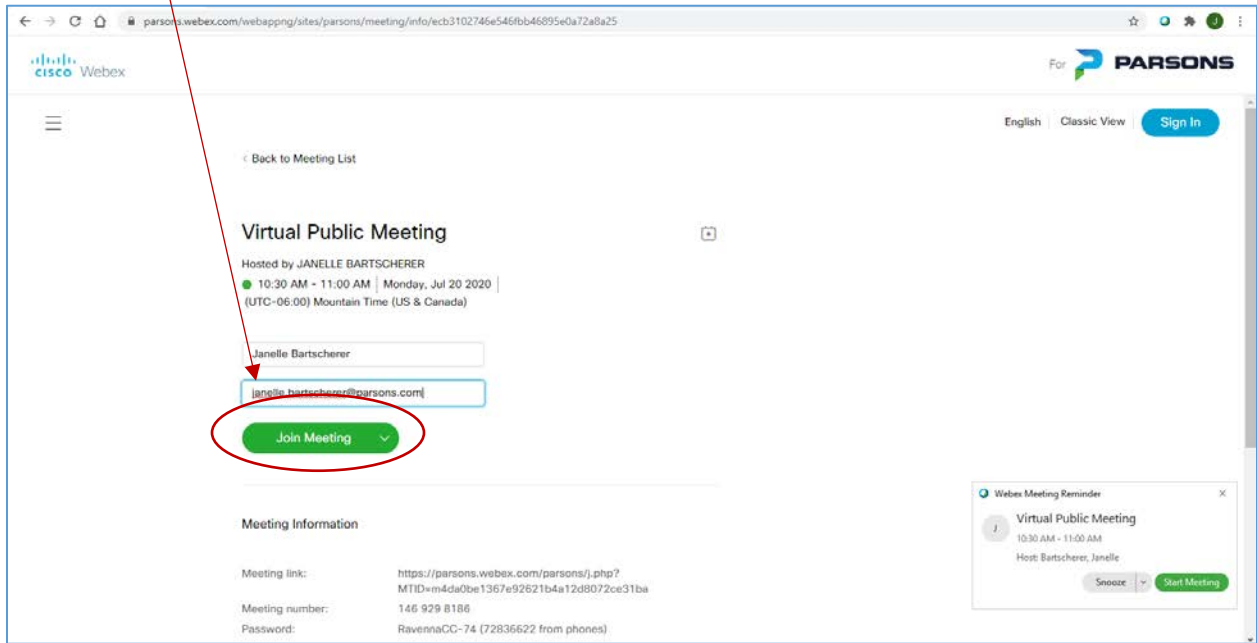 parsons.webex.com/webappng/sites/parsons/meeting/info/ecb3102746e546fbb46895e0a72a8a25
J
cisco Webex
For PARSONS
English Classic View Sign In
Back to Meeting List
Virtual Public Meeting
Hosted by JANELLE BARTSCHERER
10:30 AM - 11:00 AM Monday, Jul 20 2020
(UTC-06:00) Mountain Time (US & Canada)
Janelle Bartscherer
janelle.bartscherer@parsons.com
Join Meeting
Webex Meeting Reminder
Virtual Public Meeting
J
10:30 AM - 11:00 AM
Host: Bartscherer, Janelle
Snooze Start Meeting
Meeting Information
Meeting link: https://parsons.webex.com/parsons/j.php?
MTID=m4da0be1367e92621b4a12d8072ce31ba
Meeting number: 146 929 8186
Password: RavennaCC-74 (72836622 from phones)